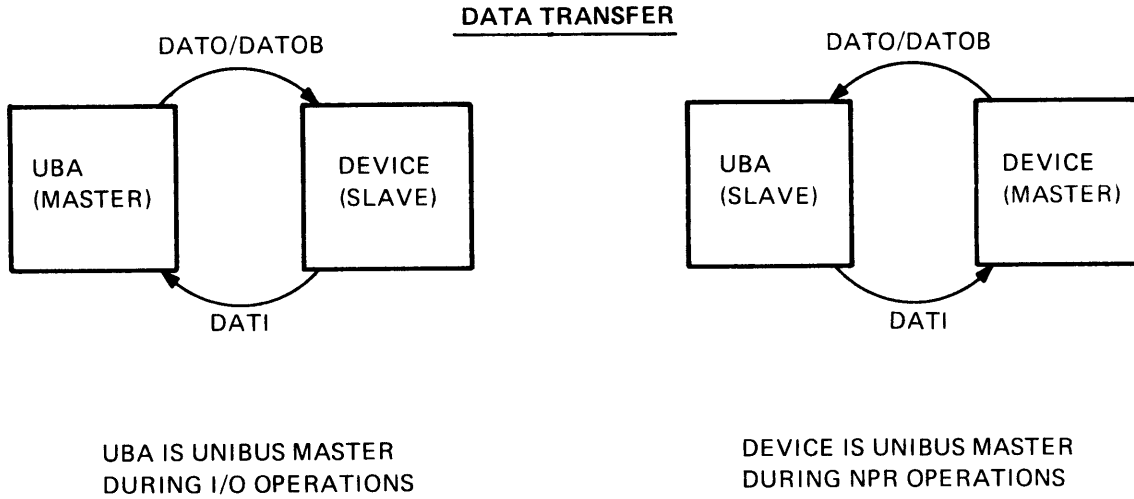 DATA TRANSFER
DATO/DATOB
UBA
(MASTER)
DEVICE
(SLAVE)
DATI
UBA IS UNIBUS MASTER
DURING I/O OPERATIONS
DATO/DATOB
UBA
(SLAVE)
DEVICE
(MASTER)
DATI
DEVICE IS UNIBUS MASTER
DURING NPR OPERATIONS